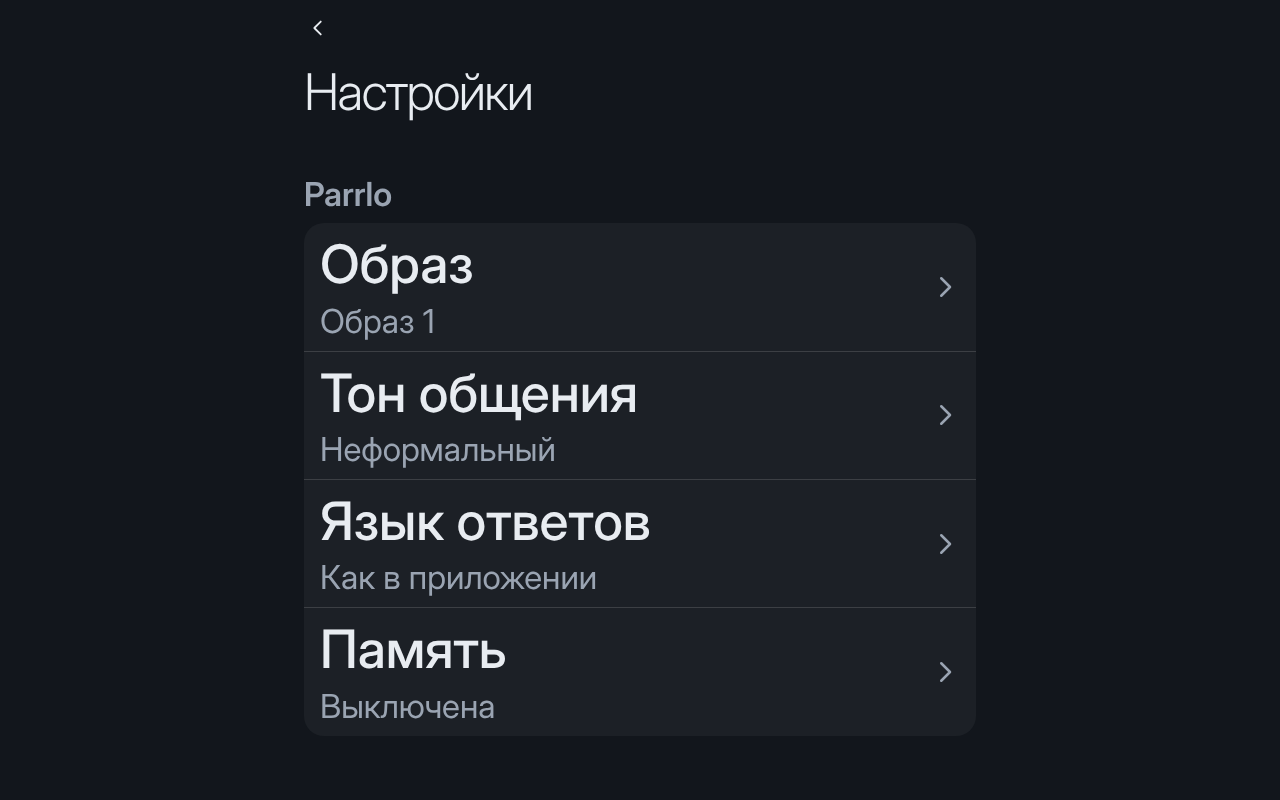 Настройки
Parrlo
Образ
Образ 1
Тон общения
Неформальный
Язык ответов
Как в приложении
Память
Выключена